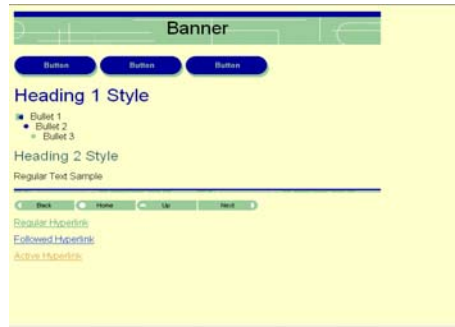 Banner
Button Button Button
Heading 1 Style
Bullet 1
Bullet 2
Bullet 3
Heading 2 Style
Regular Text Sample
Back Home Up Next
Regular Hyperlink
Followed Hyperlink
Active Hyperlink